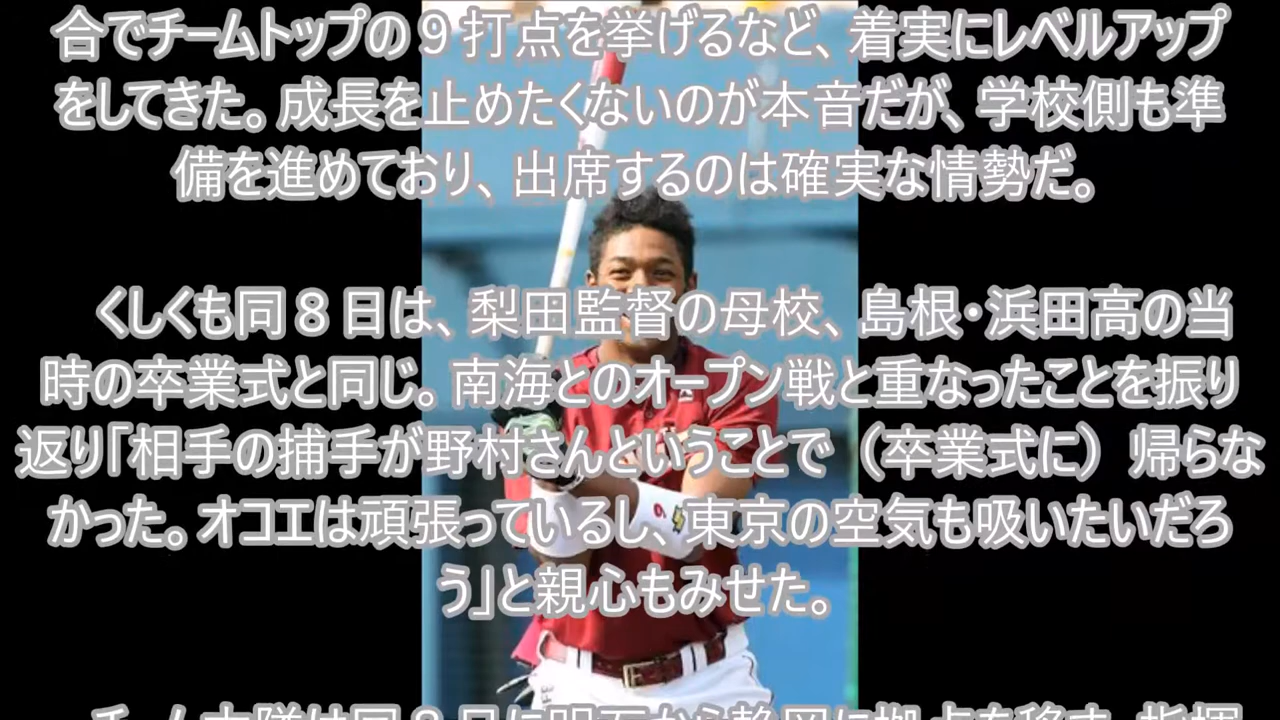 合でチームトップの9打点を挙げるなど、着実にレベルアップ
をしてきた。成長を止めたくないのが本音だが、学校側も準
備を進めており、出席するのは確実な情勢だ。
くしくも同8日は、梨田監督の母校、島根・浜田高の当
時の卒業式と同じ。南海とのオープン戦と重なったことを振り
返り「相手の捕手が野村さんということで（卒業式に）帰らな
かった。オコエは頑張っているし、東京の空気も吸いたいだろ
う」と親心もみせた。